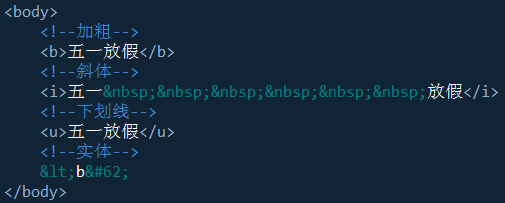 <body>
<!--加粗-->
<b>五一放假</b>
<!--斜体-->
<i>五一&nbsp;&nbsp;&nbsp;&nbsp;&nbsp;&nbsp;放假</i>
<!--下划线-->
<u>五一放假</u>
<!--实体-->
&lt;b&#62;
</body>